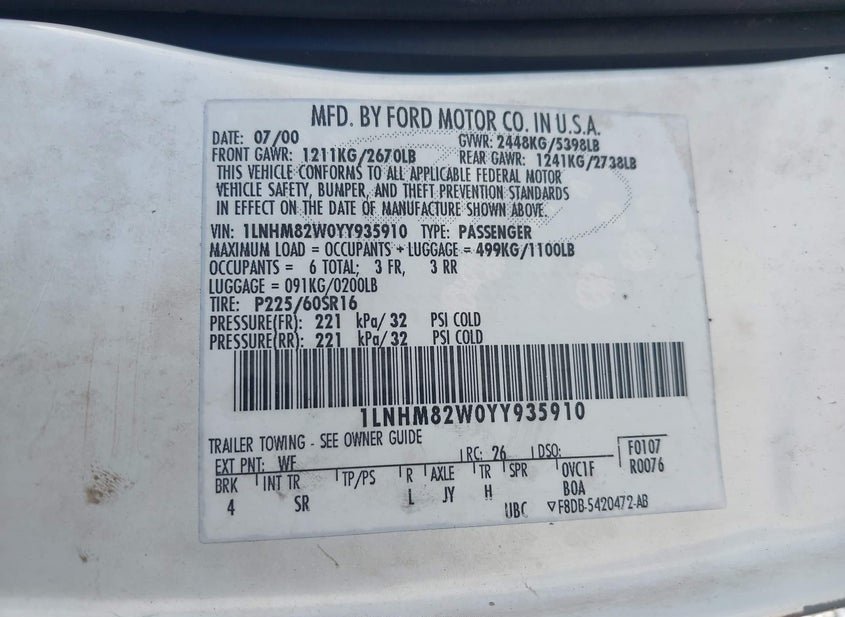 MFD. BY FORD MOTOR CO. IN U.S.A.
DATE: 07/00 GVWR: 2448KG/5398LB
FRONT GAWR: 1211KG/2670LB REAR GAWR: 1241KG/2738LB
THIS VEHICLE CONFORMS TO ALL APPLICABLE FEDERAL MOTOR
VEHICLE SAFETY, BUMPER, AND THEFT PREVENTION STANDARDS
IN EFFECT ON THE DATE OF MANUFACTURE SHOWN ABOVE.
VIN: 1LNHM82W0YY935910 TYPE: PASSENGER
MAXIMUM LOAD = OCCUPANTS + LUGGAGE = 499KG/1100LB
OCCUPANTS = 6 TOTAL; 3 FR, 3 RR
LUGGAGE = 091KG/0200LB
TIRE: P225/60SR16
PRESSURE(FR): 221 kPa/ 32 PSI COLD
PRESSURE(RR): 221 kPa/ 32 PSI COLD
1LNHM82W0YY935910
TRAILER TOWING - SEE OWNER GUIDE
EXT PNT: WF RC: 26 DSO: F0107
R0076
BRK INT TR TP/PS R AXLE TR SPR OVC1F
4 SR L JY H BOA
UBC ▽F8DB-5420472-AB